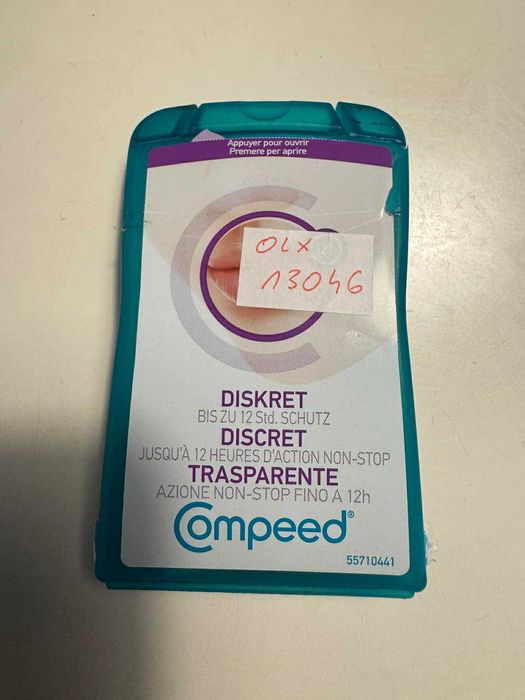 Appuyer pour ouvrir
Premere per aprire
OLX
13046
DISKRET
BIS ZU 12 Std. SCHUTZ
DISCRET
JUSQU'À 12 HEURES D'ACTION NON-STOP
TRASPARENTE
AZIONE NON-STOP FINO A 12h
Compeed®
55710441